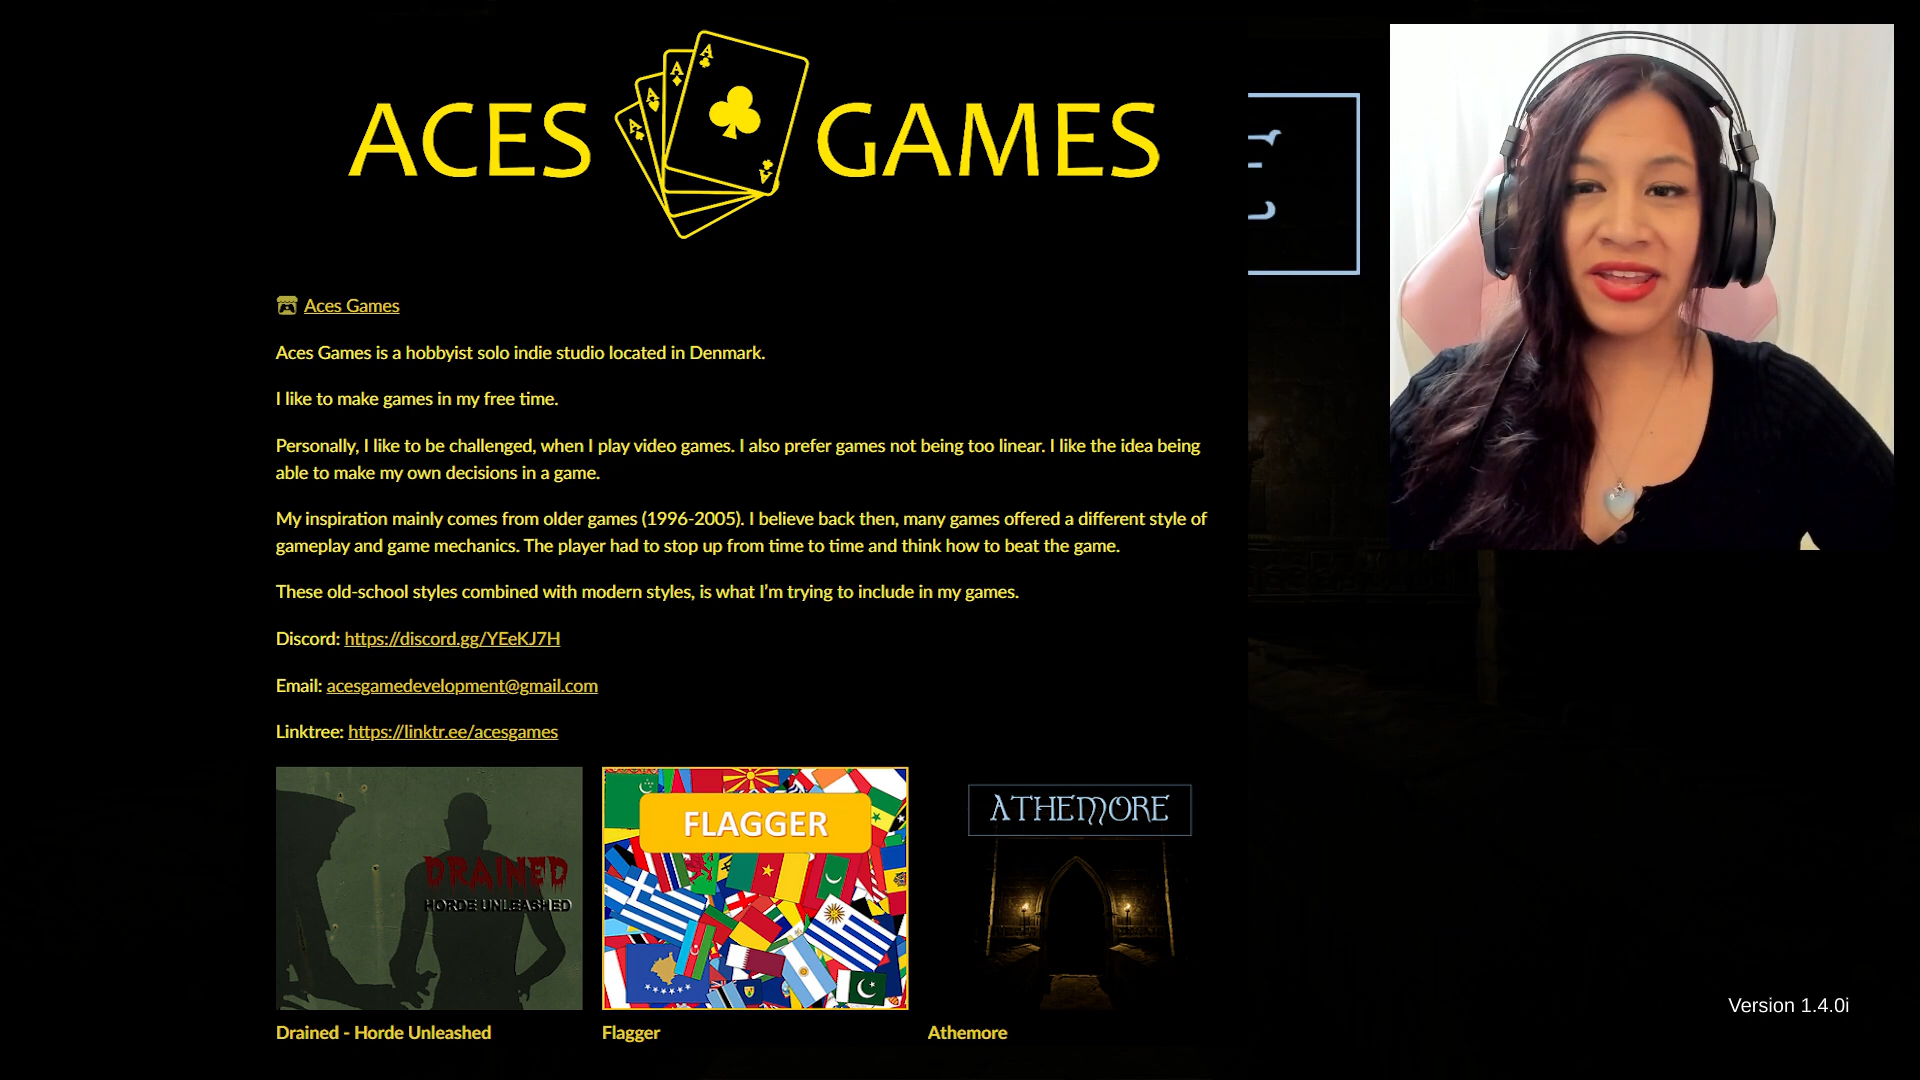 ACES GAMES
A
A
A
A
A
E
Aces Games
Aces Games is a hobbyist solo indie studio located in Denmark.
I like to make games in my free time.
Personally, I like to be challenged, when I play video games. I also prefer games not being too linear. I like the idea being
able to make my own decisions in a game.
My inspiration mainly comes from older games (1996-2005). I believe back then, many games offered a different style of
gameplay and game mechanics. The player had to stop up from time to time and think how to beat the game.
These old-school styles combined with modern styles, is what I'm trying to include in my games.
Discord: https://discord.gg/YEeKJ7H
Email: acesgamedevelopment@gmail.com
Linktree: https://linktr.ee/acesgames
DRAINED
HORDE UNLEASHED
FLAGGER
ATHEMORE
Drained - Horde Unleashed
Flagger
Athemore
Version 1.4.0i